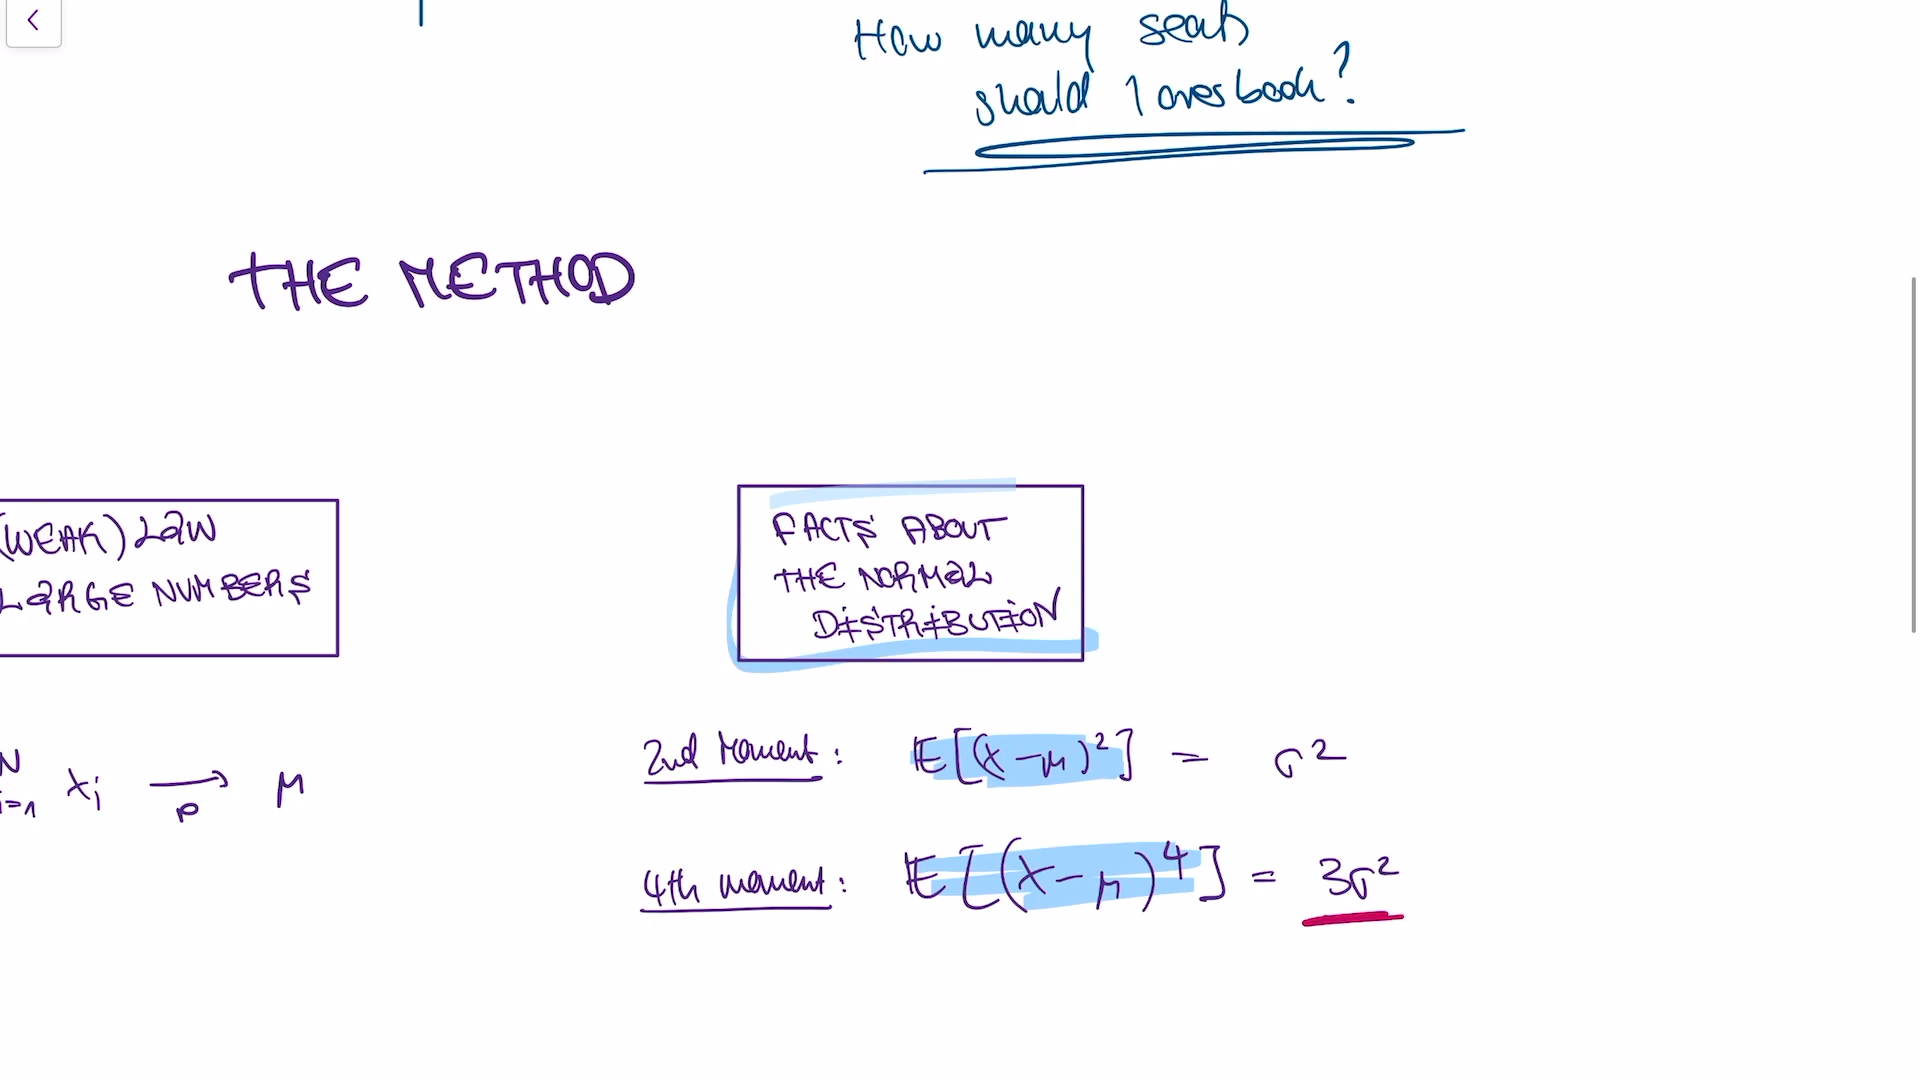 How many seats
should I overbook?
THE METHOD
(WEAK) LAW
LARGE NUMBERS
FACTS ABOUT
THE NORMAL
DISTRIBUTION
N
i=1 xi →p μ
2nd Moment: 𝔼[(x-μ)²] = σ²
4th moment: 𝔼[(x-μ)⁴] = 3σ²